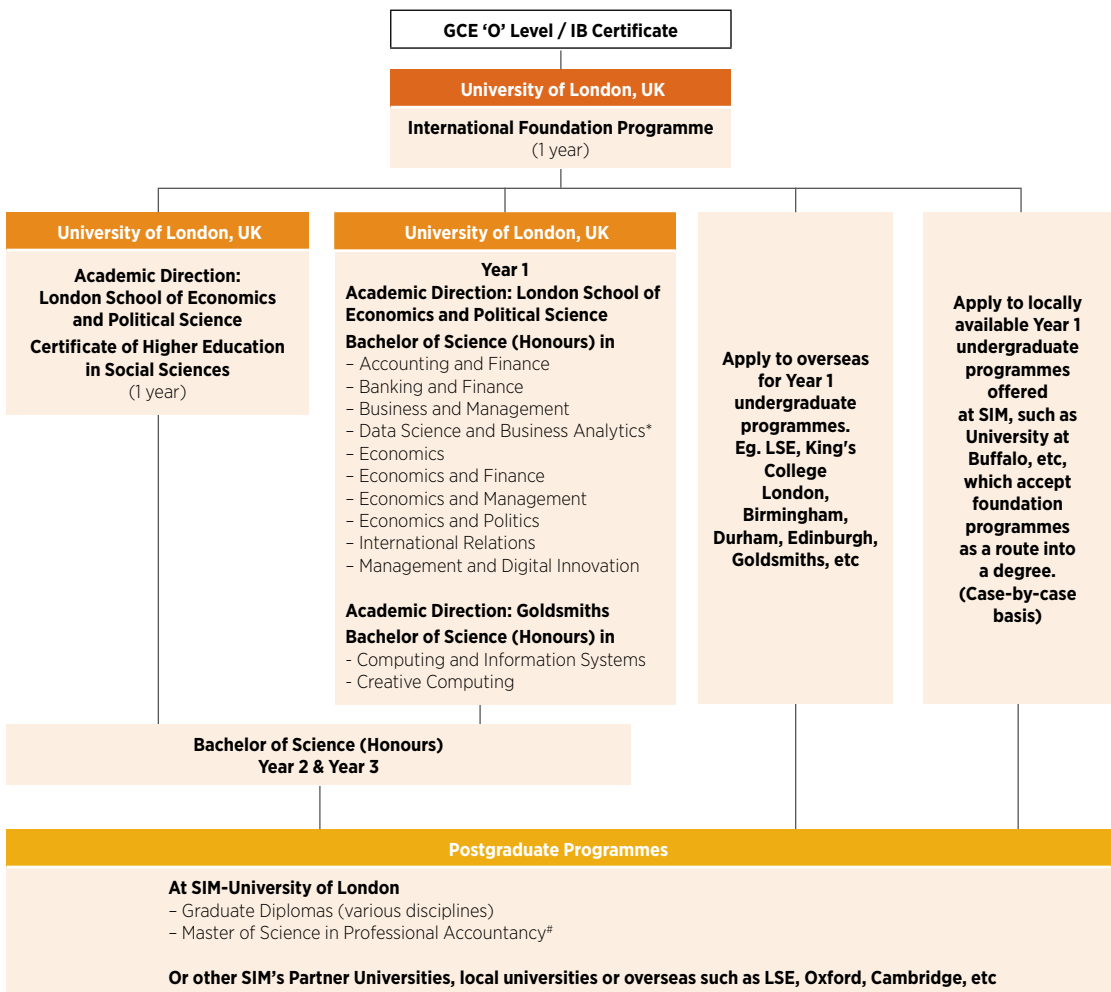 GCE ‘O’ Level / IB Certificate
University of London, UK
International Foundation Programme
(1 year)
University of London, UK
Academic Direction:
London School of Economics
and Political Science
Certificate of Higher Education
in Social Sciences
(1 year)
University of London, UK
Year 1
Academic Direction: London School of
Economics and Political Science
Bachelor of Science (Honours) in
– Accounting and Finance
– Banking and Finance
– Business and Management
– Data Science and Business Analytics*
– Economics
– Economics and Finance
– Economics and Management
– Economics and Politics
– International Relations
– Management and Digital Innovation
Academic Direction: Goldsmiths
Bachelor of Science (Honours) in
- Computing and Information Systems
- Creative Computing
Apply to overseas
for Year 1
undergraduate
programmes.
Eg. LSE, King's
College
London,
Birmingham,
Durham, Edinburgh,
Goldsmiths, etc
Apply to locally
available Year 1
undergraduate
programmes
offered
at SIM, such as
University at
Buffalo, etc,
which accept
foundation
programmes
as a route into
a degree.
(Case-by-case
basis)
Bachelor of Science (Honours)
Year 2 & Year 3
Postgraduate Programmes
At SIM-University of London
– Graduate Diplomas (various disciplines)
– Master of Science in Professional Accountancy#
Or other SIM’s Partner Universities, local universities or overseas such as LSE, Oxford, Cambridge, etc